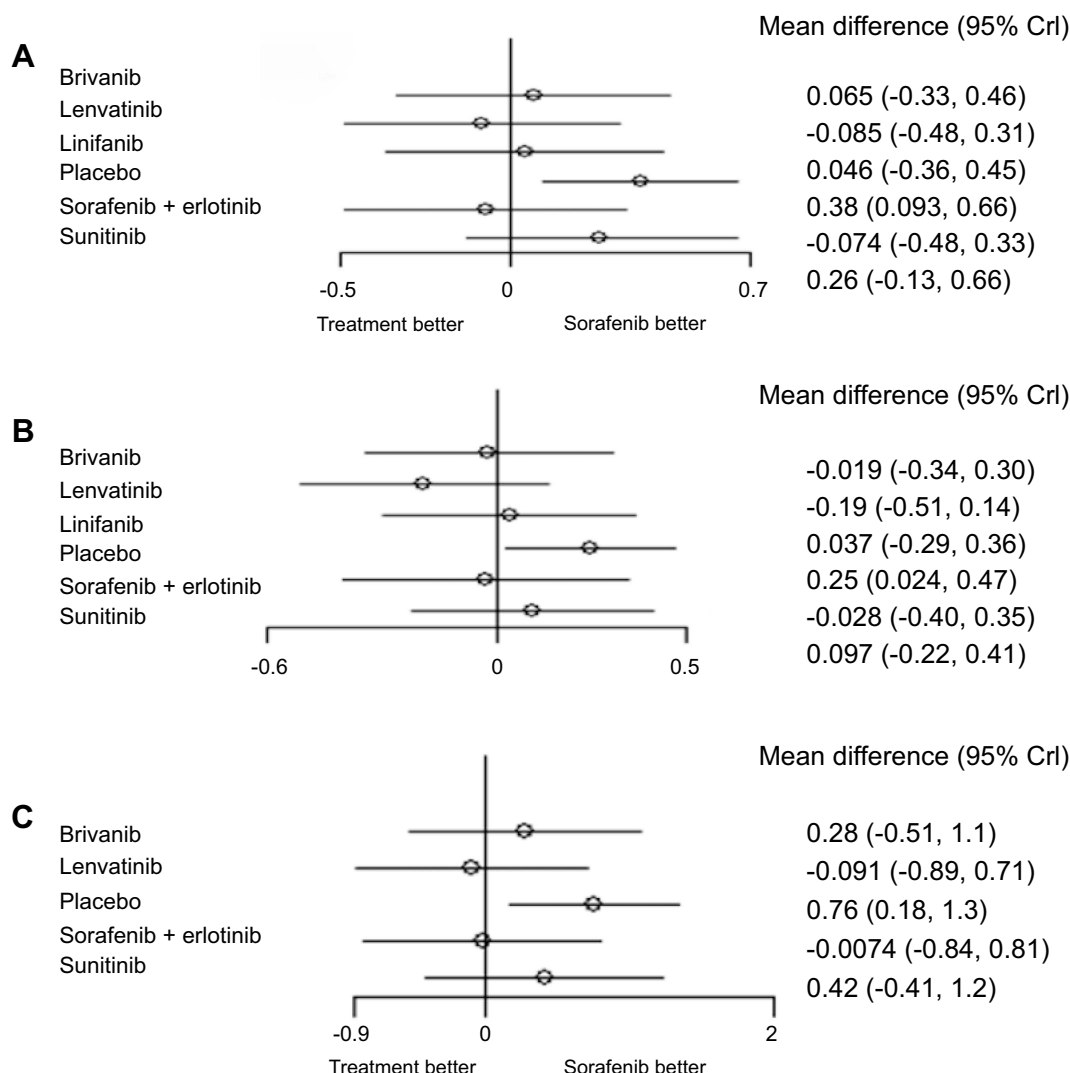 Mean difference (95% Crl)
A
Brivanib
0.065 (-0.33, 0.46)
Lenvatinib
-0.085 (-0.48, 0.31)
Linifanib
0.046 (-0.36, 0.45)
Placebo
0.38 (0.093, 0.66)
Sorafenib + erlotinib
-0.074 (-0.48, 0.33)
Sunitinib
0.26 (-0.13, 0.66)
-0.5 0 0.7
Treatment better Sorafenib better
Mean difference (95% Crl)
B
Brivanib
-0.019 (-0.34, 0.30)
Lenvatinib
-0.19 (-0.51, 0.14)
Linifanib
0.037 (-0.29, 0.36)
Placebo
0.25 (0.024, 0.47)
Sorafenib + erlotinib
-0.028 (-0.40, 0.35)
Sunitinib
0.097 (-0.22, 0.41)
-0.6 0 0.5
Mean difference (95% Crl)
C
Brivanib
0.28 (-0.51, 1.1)
Lenvatinib
-0.091 (-0.89, 0.71)
Placebo
0.76 (0.18, 1.3)
Sorafenib + erlotinib
-0.0074 (-0.84, 0.81)
Sunitinib
0.42 (-0.41, 1.2)
-0.9 0 2
Treatment better Sorafenib better